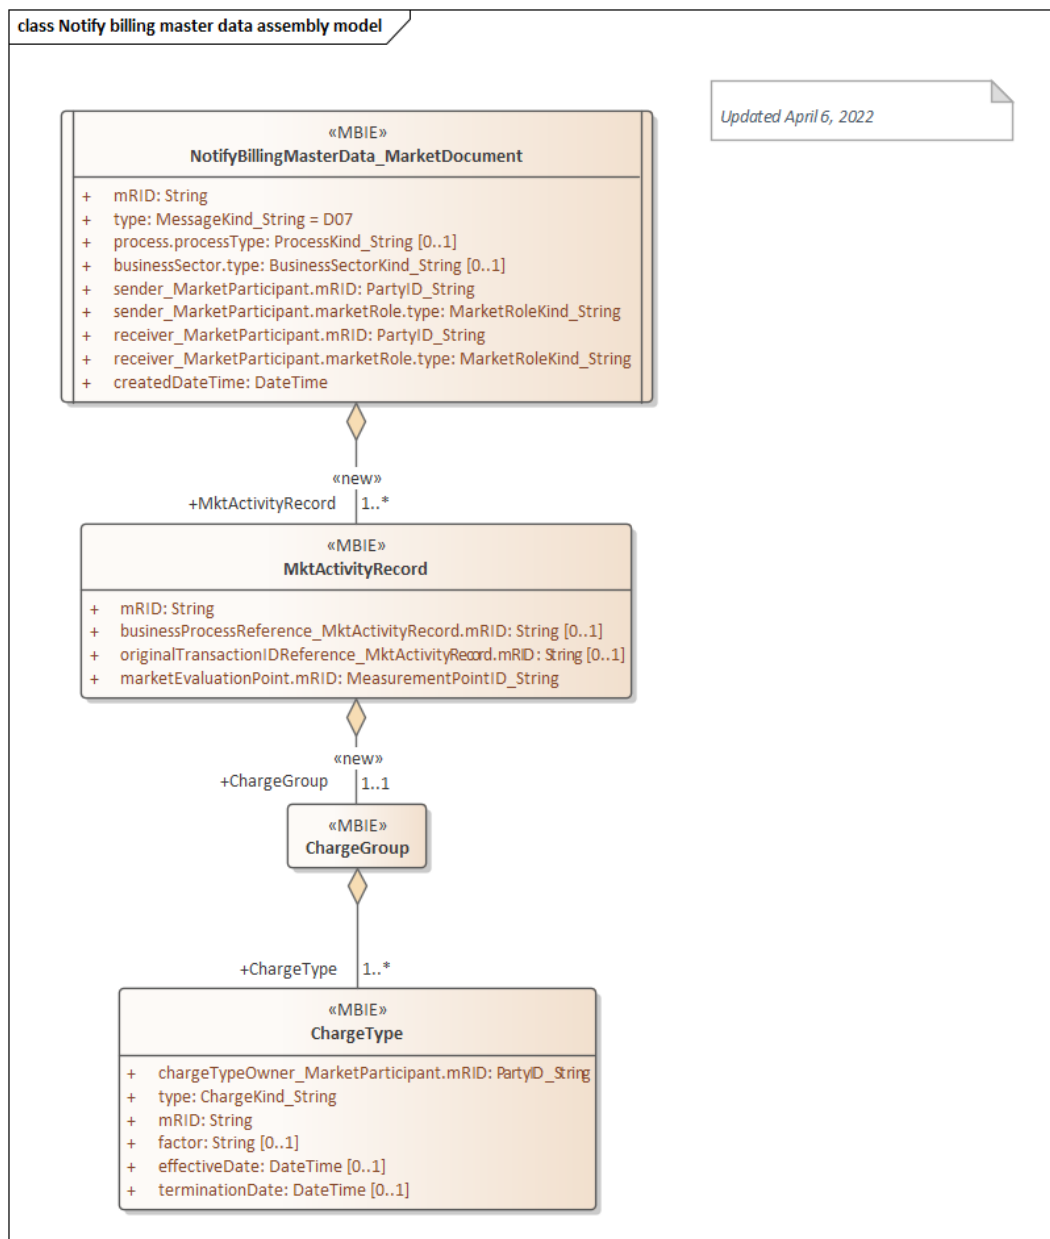 class Notify billing master data assembly model
Updated April 6, 2022
«MBIE»
NotifyBillingMasterData_MarketDocument
+ mRID: String
+ type: MessageKind_String = D07
+ process.processType: ProcessKind_String [0..1]
+ businessSector.type: BusinessSectorKind_String [0..1]
+ sender_MarketParticipant.mRID: PartyID_String
+ sender_MarketParticipant.marketRole.type: MarketRoleKind_String
+ receiver_MarketParticipant.mRID: PartyID_String
+ receiver_MarketParticipant.marketRole.type: MarketRoleKind_String
+ createdDateTime: DateTime
«new»
+MktActivityRecord 1..*
«MBIE»
MktActivityRecord
+ mRID: String
+ businessProcessReference_MktActivityRecord.mRID: String [0..1]
+ originalTransactionIDReference_MktActivityRecord.mRID: String [0..1]
+ marketEvaluationPoint.mRID: MeasurementPointID_String
«new»
+ChargeGroup 1..1
«MBIE»
ChargeGroup
+ChargeType 1..*
«MBIE»
ChargeType
+ chargeTypeOwner_MarketParticipant.mRID: PartyID_String
+ type: ChargeKind_String
+ mRID: String
+ factor: String [0..1]
+ effectiveDate: DateTime [0..1]
+ terminationDate: DateTime [0..1]